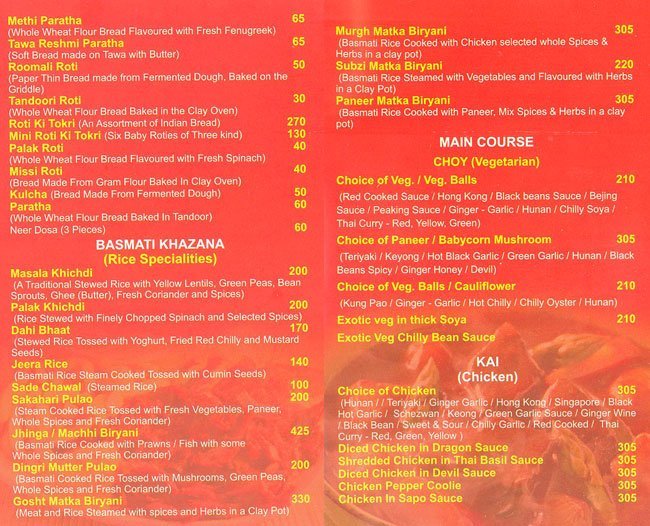 Methi Paratha 65
(Whole Wheat Flour Bread Flavoured with Fresh Fenugreek)
Tawa Reshmi Paratha 65
(Soft Bread made on Tawa with Butter)
Roomali Roti 50
(Paper Thin Bread made from Fermented Dough, Baked on the
Griddle)
Tandoori Roti 30
(Whole Wheat Flour Bread Baked in the Clay Oven)
Roti Ki Tokri (An Assortment of Indian Bread) 270
Mini Roti Ki Tokri (Six Baby Roties of Three kind) 130
Palak Roti 40
(Whole Wheat Flour Bread Flavoured with Fresh Spinach)
Missi Roti 40
(Bread Made From Gram Flour Baked In Clay Oven)
Kulcha (Bread Made From Fermented Dough) 50
Paratha 60
(Whole Wheat Flour Bread Baked In Tandoor)
Neer Dosa (3 Pieces) 60
BASMATI KHAZANA
(Rice Specialities)
Masala Khichdi 200
(A Traditional Stewed Rice with Yellow Lentils, Green Peas, Bean
Sprouts, Ghee (Butter), Fresh Coriander and Spices)
Palak Khichdi 200
(Rice Stewed with Finely Chopped Spinach and Selected Spices)
Dahi Bhaat 170
(Stewed Rice Tossed with Yoghurt, Fried Red Chilly and Mustard
Seeds)
Jeera Rice 140
(Basmati Rice Steam Cooked Tossed with Cumin Seeds)
Sade Chawal (Steamed Rice) 100
Sakahari Pulao 200
(Steam Cooked Rice Tossed with Fresh Vegetables, Paneer,
Whole Spices and Fresh Coriander)
Jhinga / Machhi Biryani 425
(Basmati Rice Cooked with Prawns / Fish with some
Whole Spices and Fresh Coriander)
Dingri Mutter Pulao 200
(Basmati Cooked Rice Tossed with Mushrooms, Green Peas,
Whole Spices and Fresh Coriander)
Gosht Matka Biryani 330
(Meat and Rice Steamed with spices and Herbs in a Clay Pot)
Murgh Matka Biryani 305
(Basmati Rice Cooked with Chicken selected whole Spices &
Herbs in a clay pot)
Subzi Matka Biryani 220
(Basmati Rice Steamed with Vegetables and Flavoured with Herbs
in a Clay Pot)
Paneer Matka Biryani 305
(Basmati Rice Cooked with Paneer, Mix Spices & Herbs in a clay
pot)
MAIN COURSE
CHOY (Vegetarian)
Choice of Veg. / Veg. Balls 210
(Red Cooked Sauce / Hong Kong / Black beans Sauce / Bejing
Sauce / Peaking Sauce / Ginger - Garlic / Hunan / Chilly Soya /
Thai Curry - Red, Yellow, Green)
Choice of Paneer / Babycorn Mushroom 305
(Teriyaki / Keyong / Hot Black Garlic / Green Garlic / Hunan / Black
Beans Spicy / Ginger Honey / Devil)
Choice of Veg. Balls / Cauliflower 210
(Kung Pao / Ginger - Garlic / Hot Chilly / Chilly Oyster / Hunan)
Exotic veg in thick Soya 210
Exotic Veg Chilly Bean Sauce
KAI
(Chicken)
Choice of Chicken 305
(Hunan / / Teriyaki / Ginger Garlic / Hong Kong / Singapore / Black
Hot Garlic / Schezwan / Keong / Green Garlic Sauce / Ginger Wine
/ Black Bean / Sweet & Sour / Chilly Garlic / Red Cooked / Thai
Curry - Red, Green, Yellow )
Diced Chicken in Dragon Sauce 305
Shredded Chicken in Thai Basil Sauce 305
Diced Chicken in Devil Sauce 305
Chicken Pepper Coolie 305
Chicken In Sapo Sauce 305